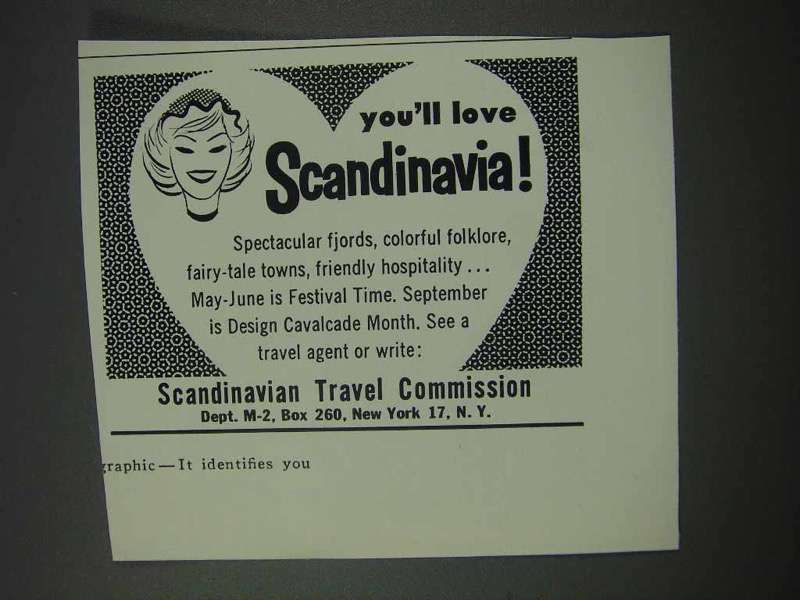 you'll love
Scandinavia!
Spectacular fjords, colorful folklore,
fairy-tale towns, friendly hospitality ...
May-June is Festival Time. September
is Design Cavalcade Month. See a
travel agent or write:
Scandinavian Travel Commission
Dept. M-2, Box 260, New York 17, N. Y.
graphic—It identifies you